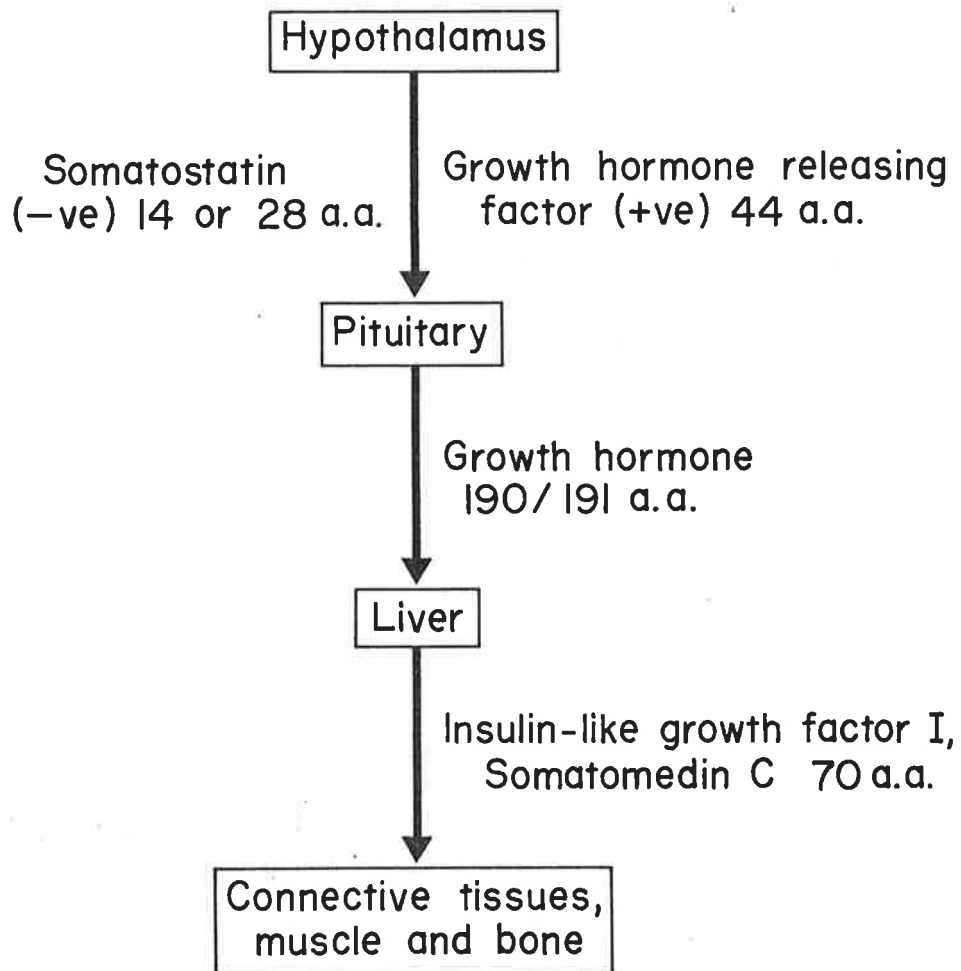 Hypothalamus
Somatostatin
(-ve) 14 or 28 a.a.
Growth hormone releasing
factor (+ve) 44 a.a.
Pituitary
Growth hormone
190/191 a.a.
Liver
Insulin-like growth factor I,
Somatomedin C 70 a.a.
Connective tissues,
muscle and bone